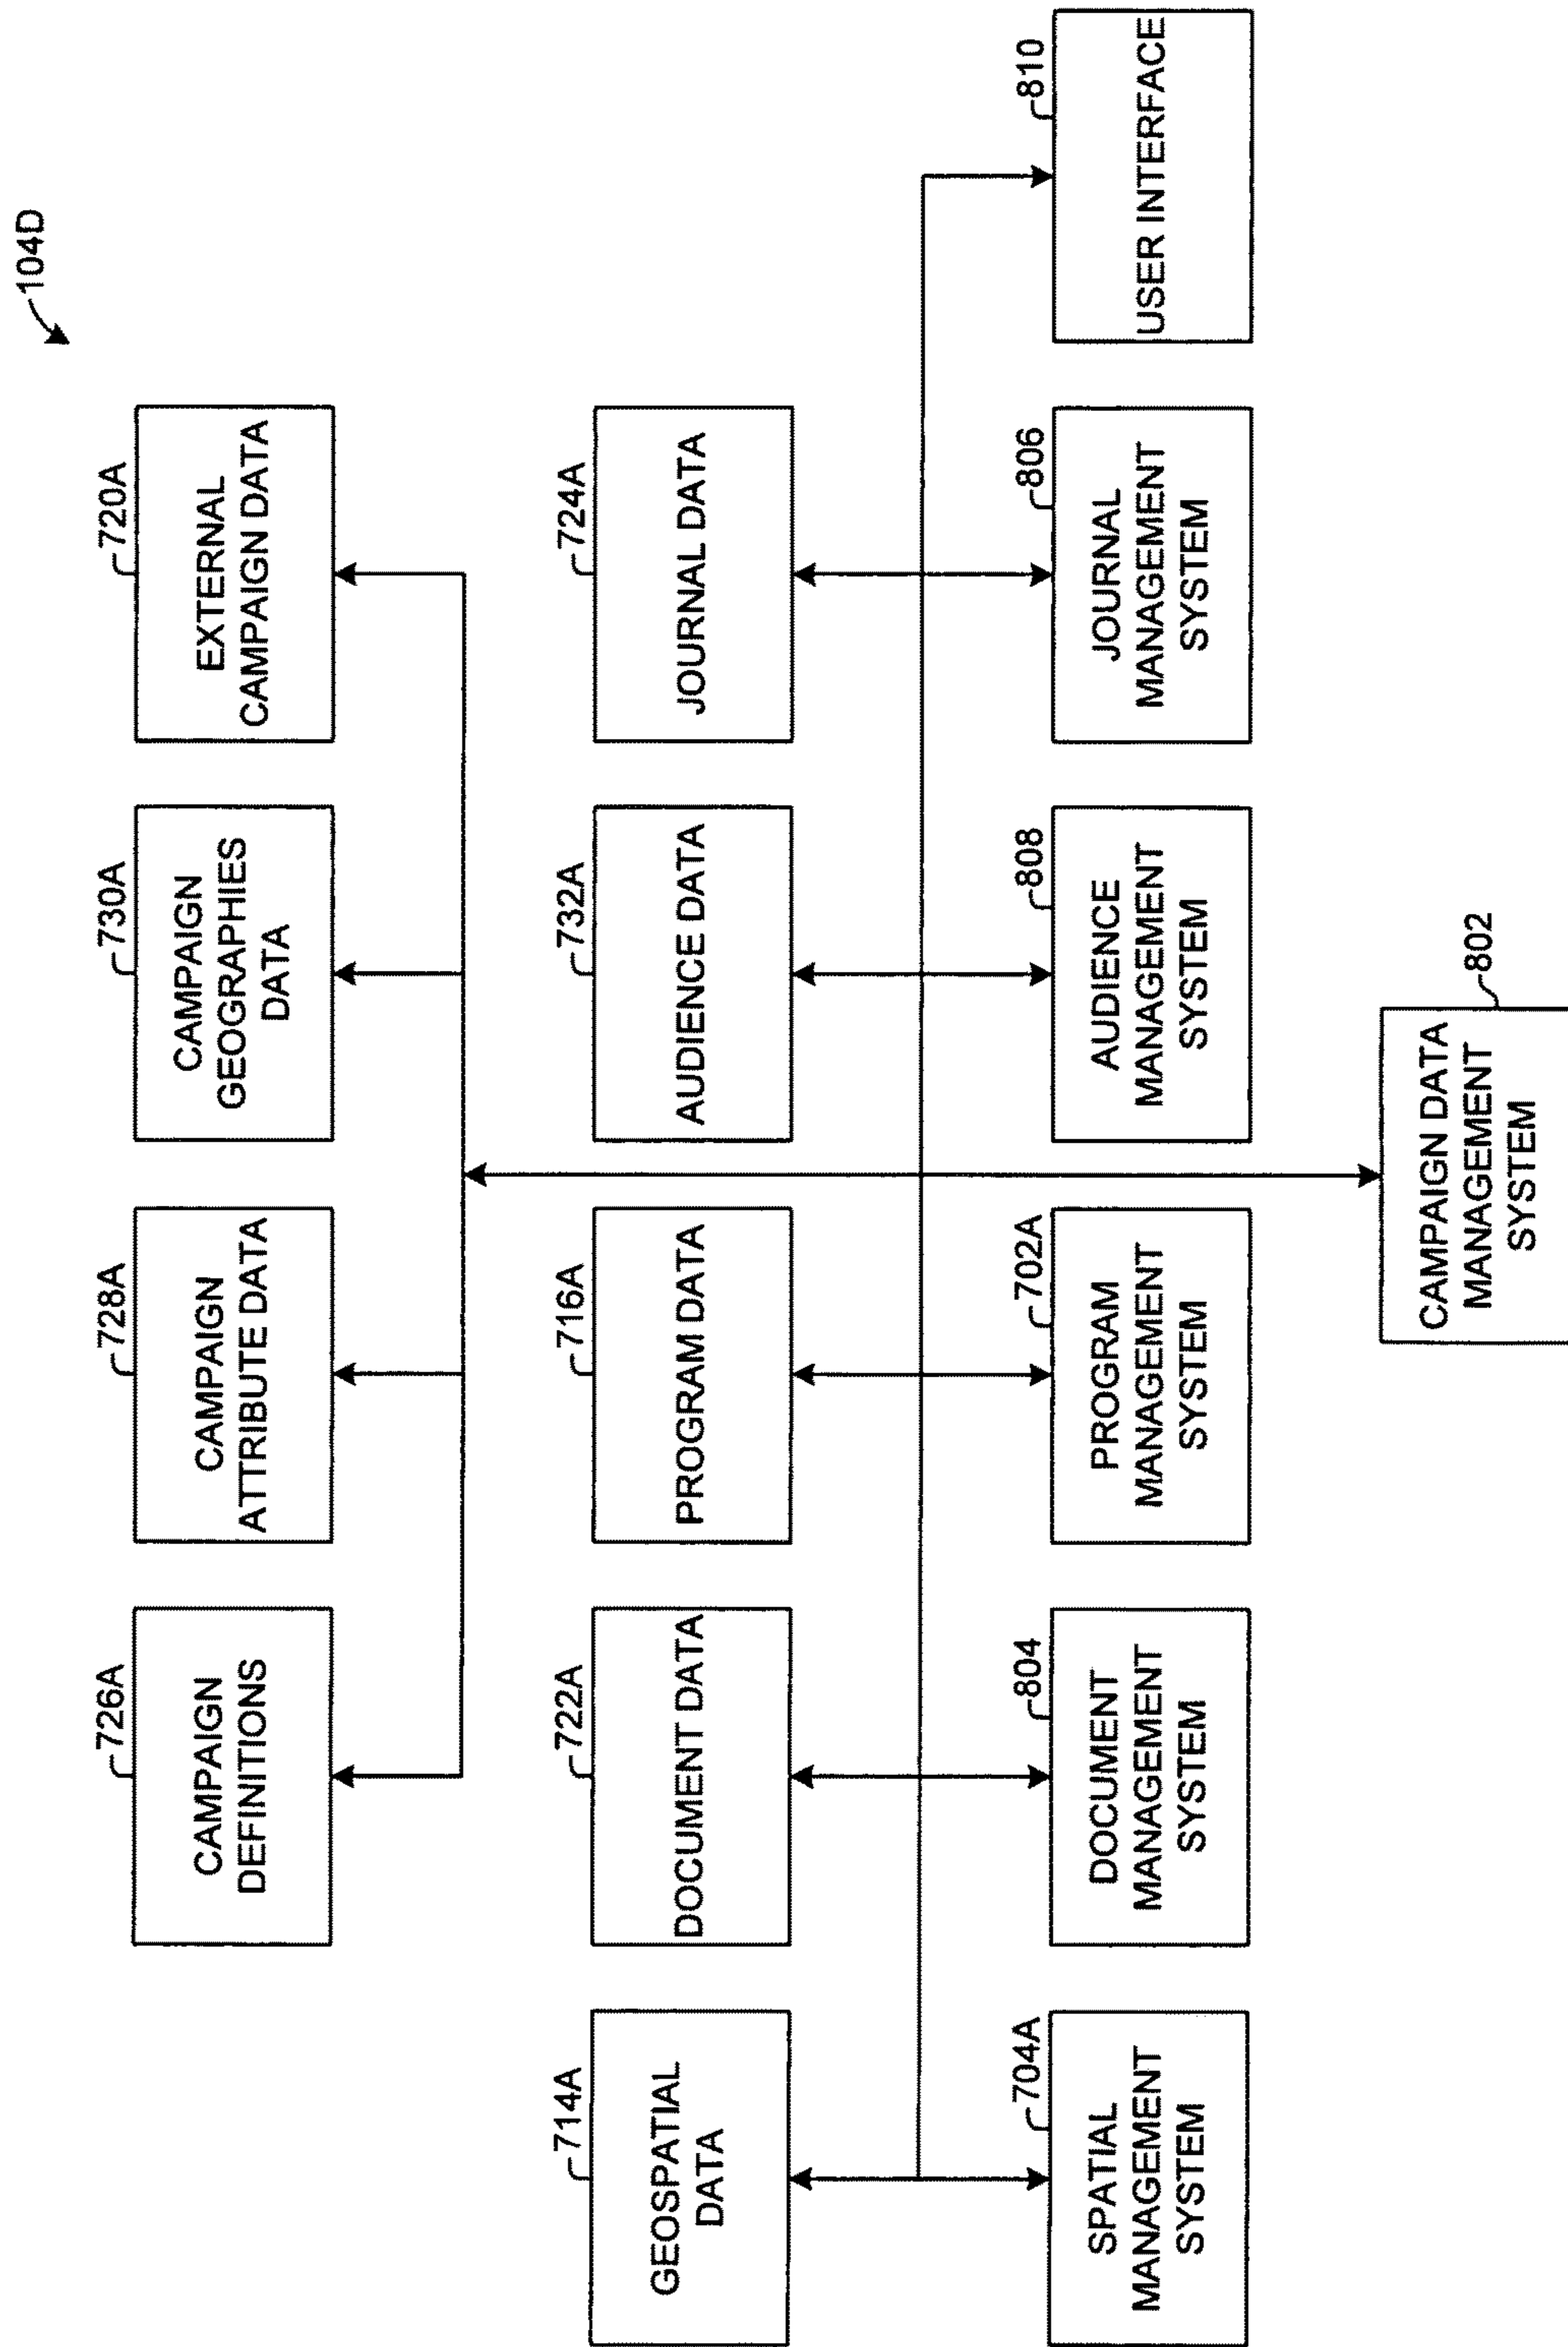 104D
726A
CAMPAIGN
DEFINITIONS
728A
CAMPAIGN
ATTRIBUTE DATA
730A
CAMPAIGN
GEOGRAPHIES
DATA
720A
EXTERNAL
CAMPAIGN DATA
714A
GEOSPATIAL
DATA
722A
DOCUMENT DATA
716A
PROGRAM DATA
732A
AUDIENCE DATA
724A
JOURNAL DATA
704A
SPATIAL
MANAGEMENT
SYSTEM
804
DOCUMENT
MANAGEMENT
SYSTEM
702A
PROGRAM
MANAGEMENT
SYSTEM
808
AUDIENCE
MANAGEMENT
SYSTEM
806
JOURNAL
MANAGEMENT
SYSTEM
810
USER INTERFACE
802
CAMPAIGN DATA
MANAGEMENT
SYSTEM